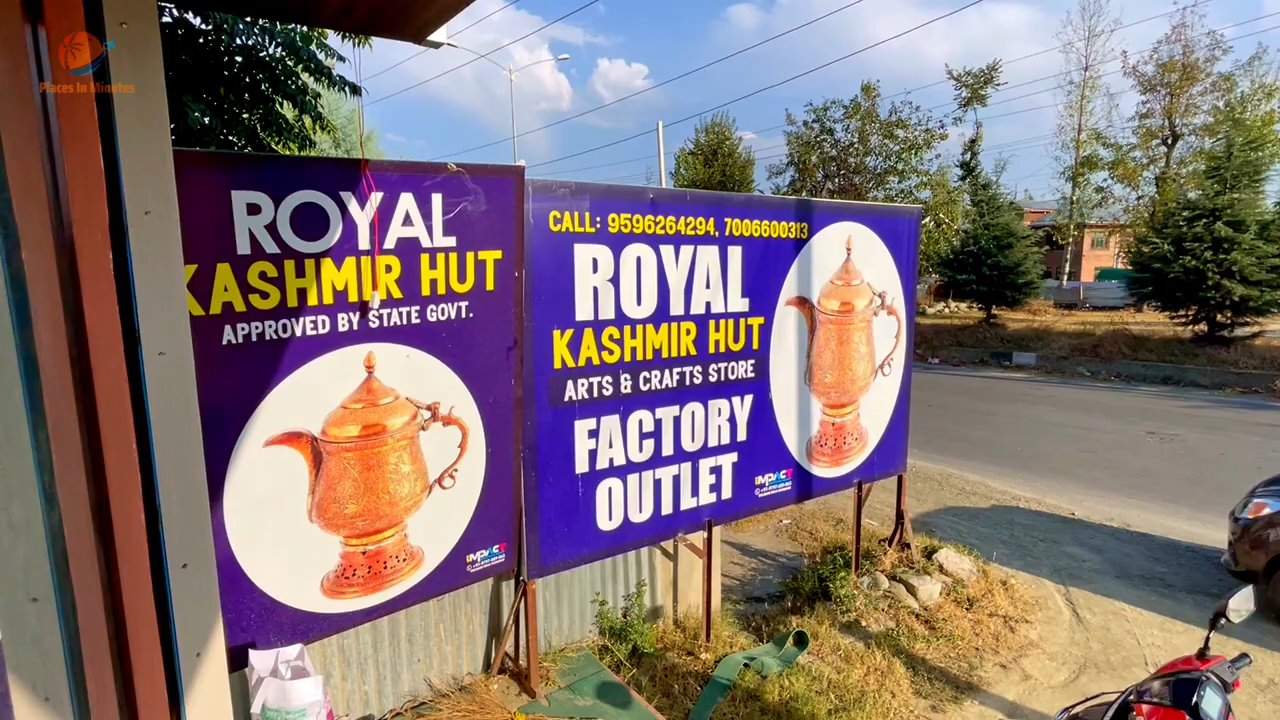 Places In Minutes
ROYAL
KASHMIR HUT
APPROVED BY STATE GOVT.
IMPACT
CALL: 9596264294, 7006600313
ROYAL
KASHMIR HUT
ARTS & CRAFTS STORE
FACTORY
OUTLET
IMPACT